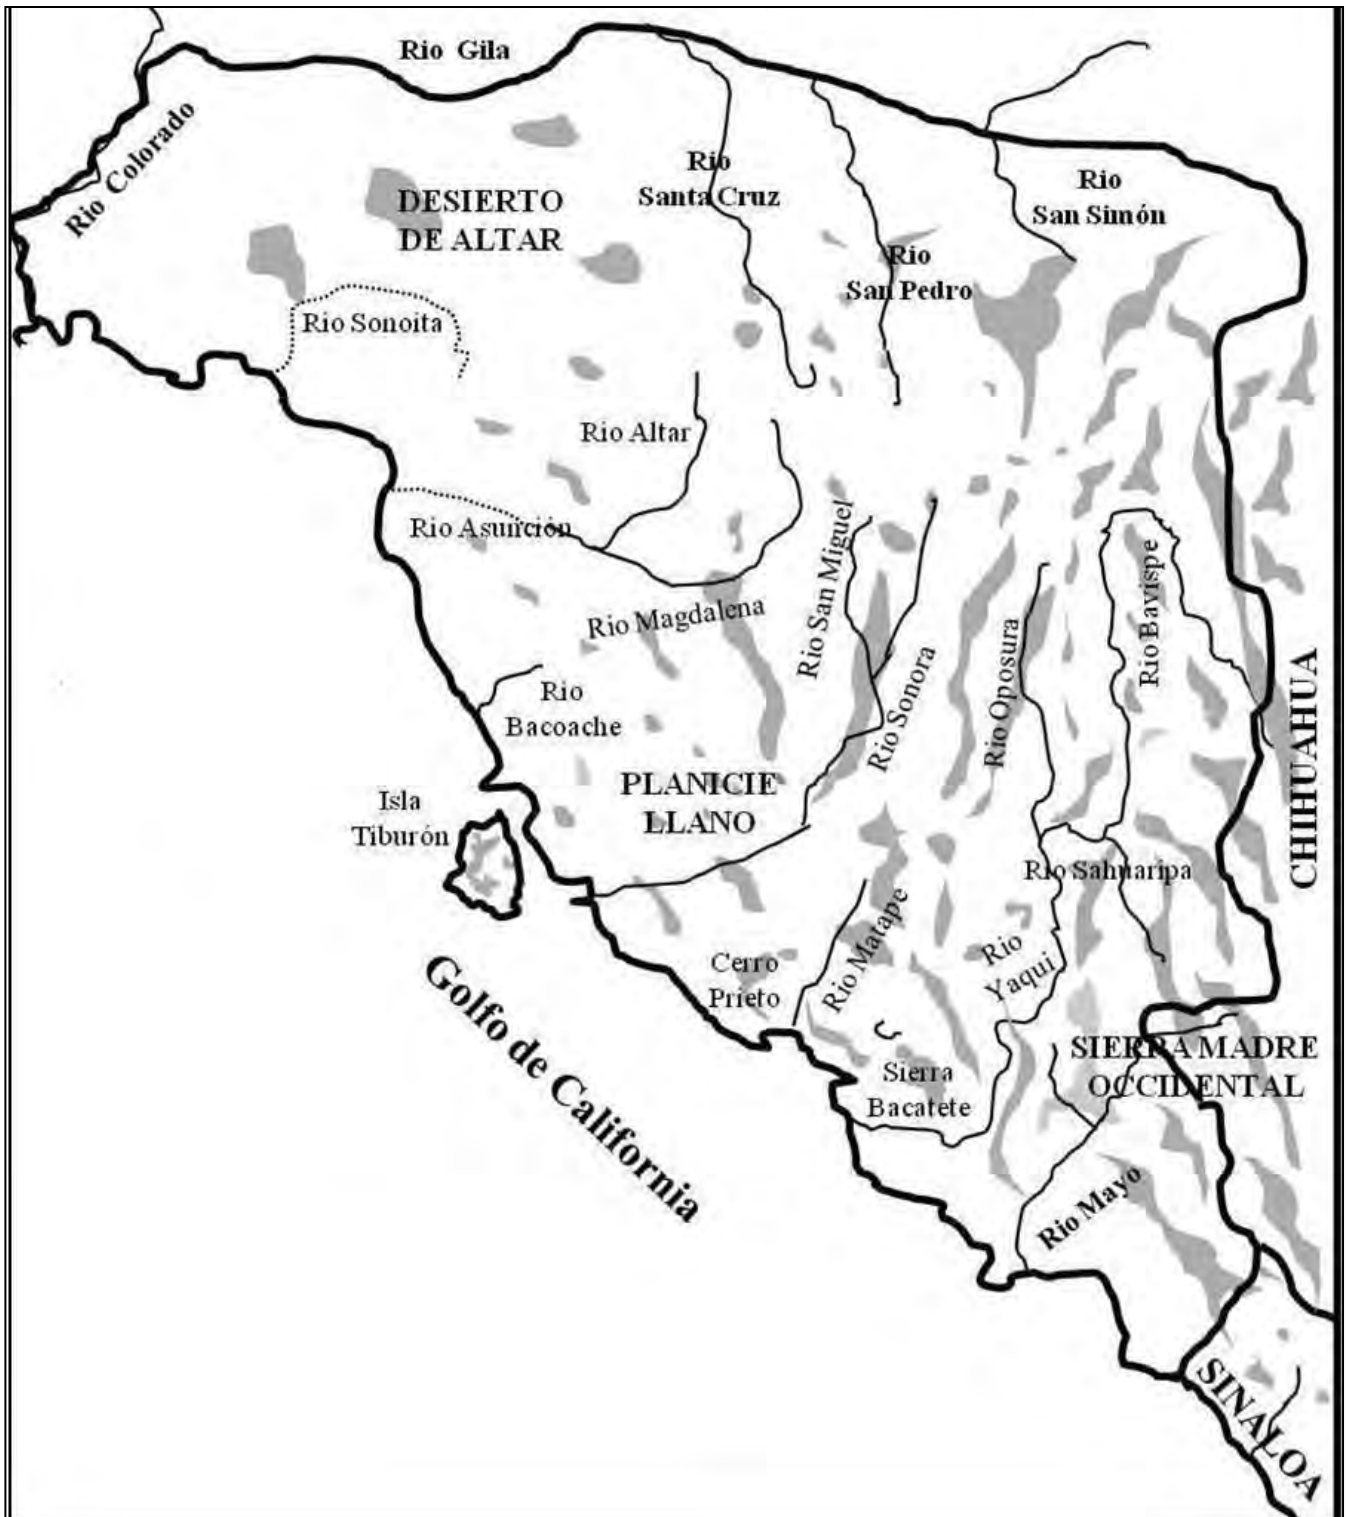 Rio Gila
Rio Colorado
Rio
Santa Cruz
Rio
San Simón
DESIERTO
DE ALTAR
Rio
San Pedro
Rio Sonoita
Rio Altar
Rio Asunción
Rio San Miguel
Rio Bavispe
Rio Magdalena
Rio Sonora
Rio Oposura
Rio
Bacoache
CHIHUAHUA
PLANICIE
LLANO
Isla
Tiburón
Rio Sahuaripa
Rio Matape
Rio
Yaqui
Cerro
Prieto
Golfo de California
SIERRA MADRE
OCCIDENTAL
Sierra
Bacatete
Rio Mayo
SINALOA